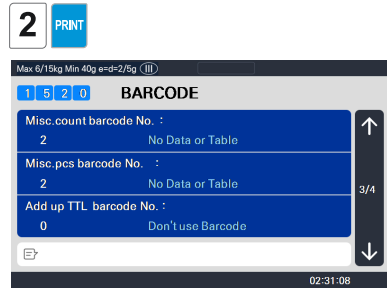 2 PRINT
Max 6/15kg Min 40g e=d=2/5g III
1 5 2 0 BARCODE
Misc.count barcode No. :
2 No Data or Table
Misc.pcs barcode No. :
2 No Data or Table
3/4
Add up TTL barcode No. :
0 Don't use Barcode
02:31:08